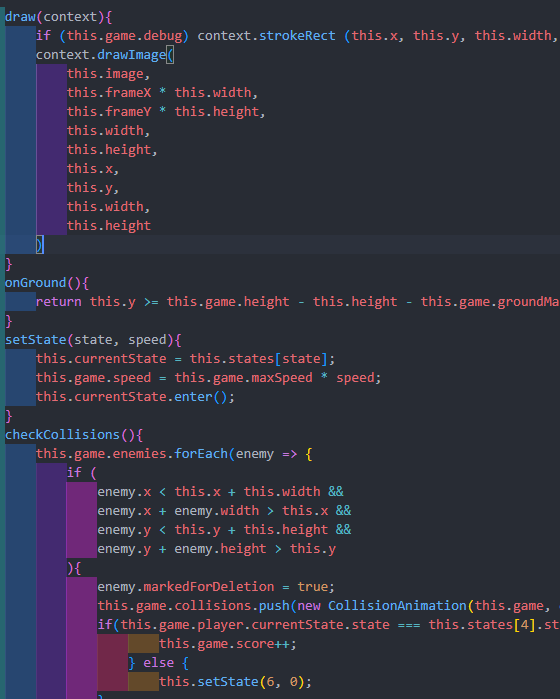 draw(context){
if (this.game.debug) context.strokeRect (this.x, this.y, this.width,
context.drawImage(
this.image,
this.frameX * this.width,
this.frameY * this.height,
this.width,
this.height,
this.x,
this.y,
this.width,
this.height
)
}
onGround(){
return this.y >= this.game.height - this.height - this.game.groundMa
}
setState(state, speed){
this.currentState = this.states[state];
this.game.speed = this.game.maxSpeed * speed;
this.currentState.enter();
}
checkCollisions(){
this.game.enemies.forEach(enemy => {
if (
enemy.x < this.x + this.width &&
enemy.x + enemy.width > this.x &&
enemy.y < this.y + this.height &&
enemy.y + enemy.height > this.y
){
enemy.markedForDeletion = true;
this.game.collisions.push(new CollisionAnimation(this.game,
if(this.game.player.currentState.state === this.states[4].st
this.game.score++;
} else {
this.setState(6, 0);
}